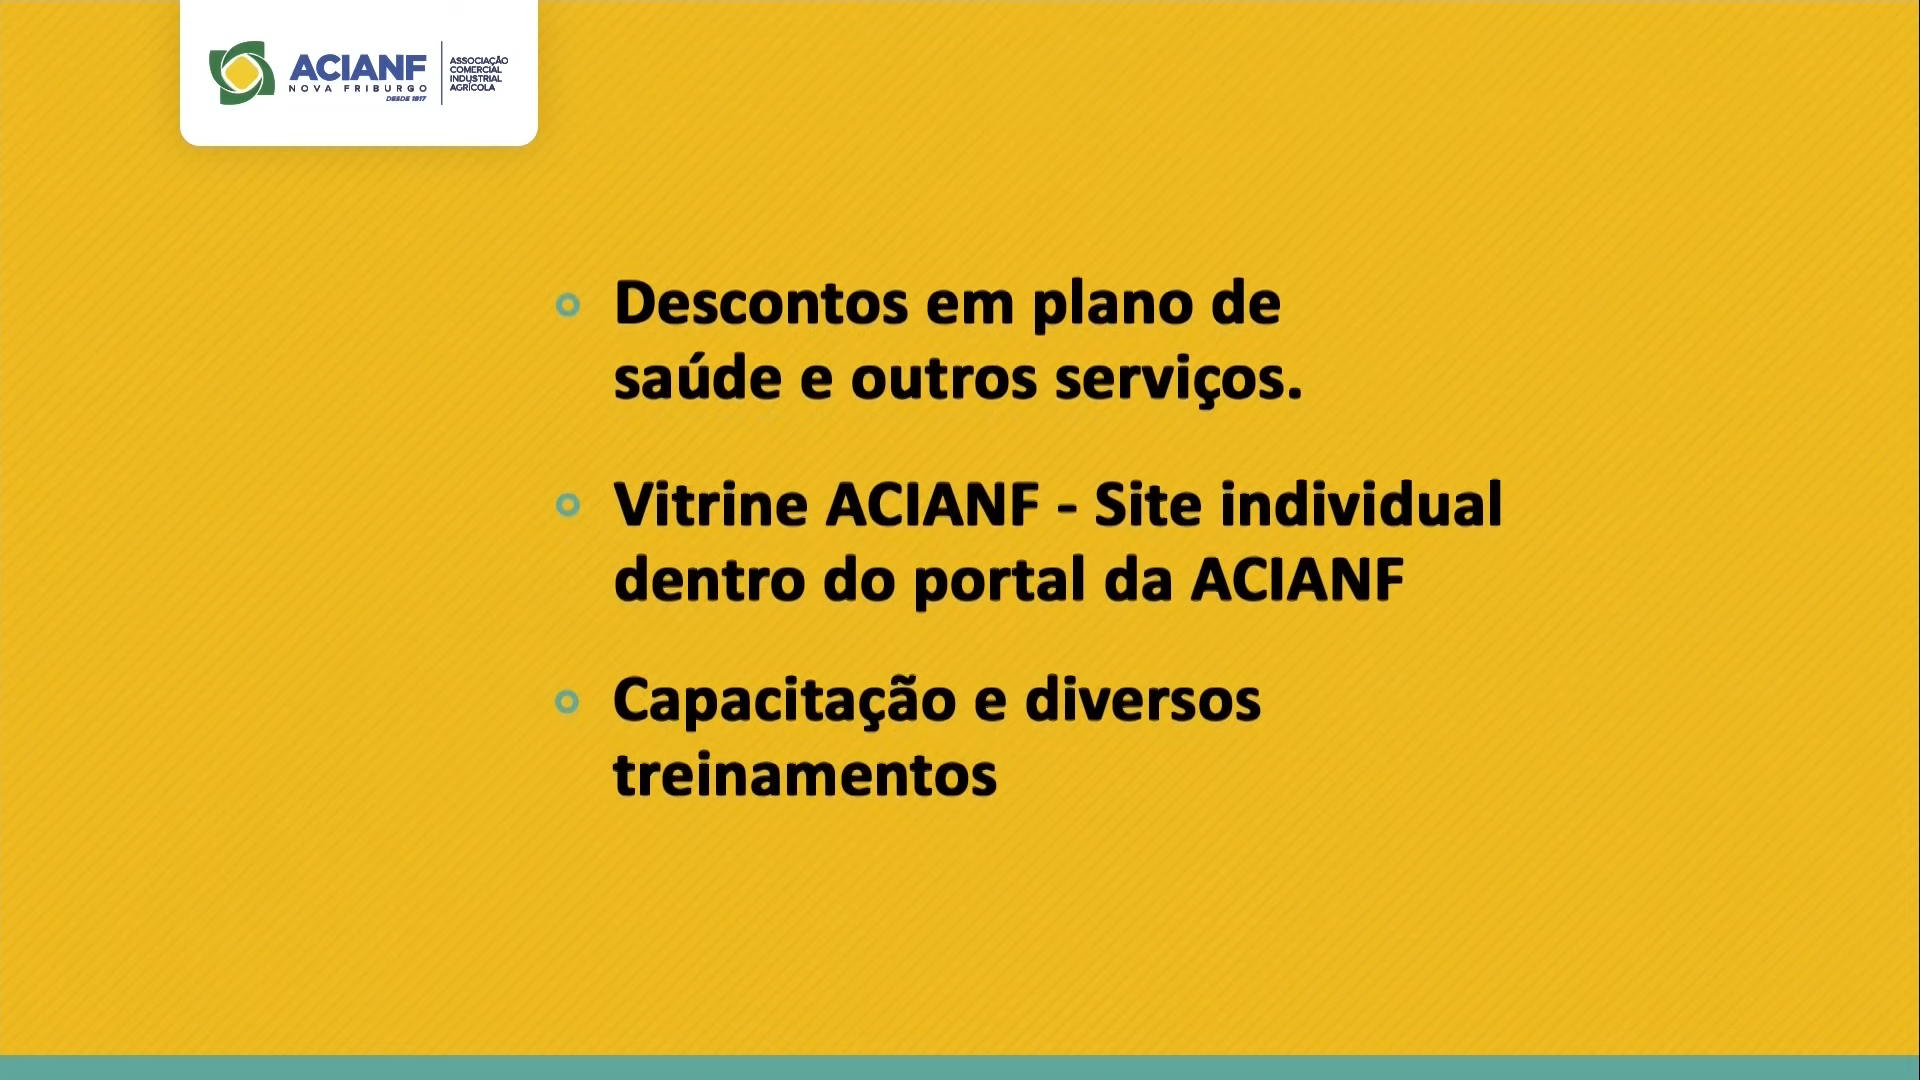 ACIANF
NOVA FRIBURGO
DESDE 1917
ASSOCIAÇÃO
COMERCIAL
INDUSTRIAL
AGRÍCOLA
Descontos em plano de
saúde e outros serviços.
Vitrine ACIANF - Site individual
dentro do portal da ACIANF
Capacitação e diversos
treinamentos